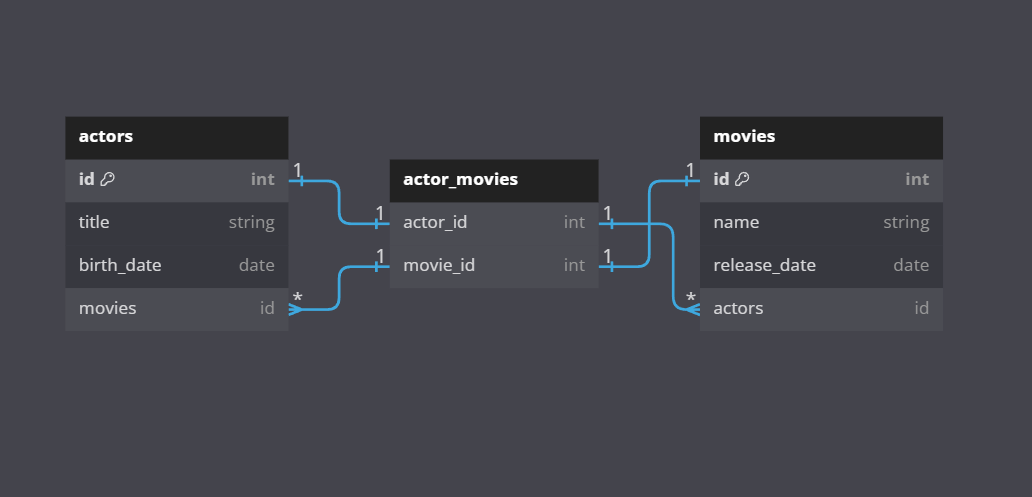 actors
id int
title string
birth_date date
movies id
1
*
actor_movies
1 actor_id int 1
1 movie_id int 1
movies
1
id int
name string
release_date date
* actors id